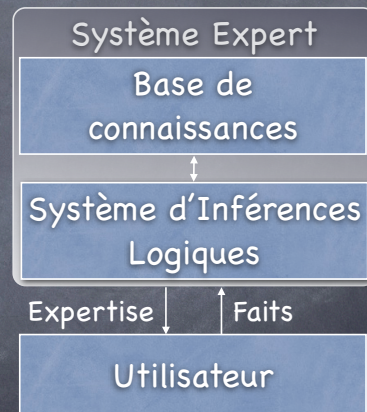 Système Expert
Base de
connaissances
Système d'Inférences
Logiques
Expertise
Faits
Utilisateur